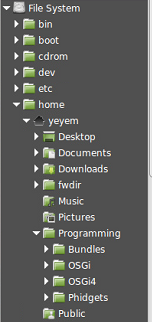 File System
bin
boot
cdrom
dev
etc
home
yeyem
Desktop
Documents
Downloads
fwdir
Music
Pictures
Programming
Bundles
OSGi
OSGi4
Phidgets
Public